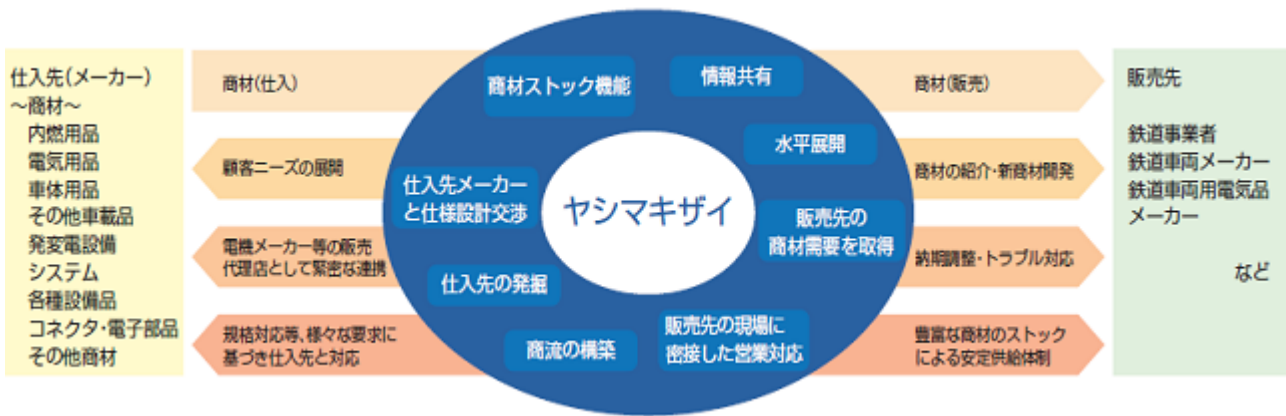 仕入先(メーカー)
～商材～
内燃用品
電気用品
車体用品
その他車載品
発変電設備
システム
各種設備品
コネクタ・電子部品
その他商材
商材(仕入)
顧客ニーズの展開
電機メーカー等の販売
代理店として緊密な連携
規格対応等、様々な要求に
基づき仕入先と対応
商材ストック機能
情報共有
水平展開
仕入先メーカー
と仕様設計交渉
ヤシマキザイ
販売先の
商材需要を取得
仕入先の発掘
商流の構築
販売先の現場に
密接した営業対応
商材(販売)
商材の紹介・新商材開発
納期調整・トラブル対応
豊富な商材のストック
による安定供給体制
販売先
鉄道事業者
鉄道車両メーカー
鉄道車両用電気品
メーカー
など